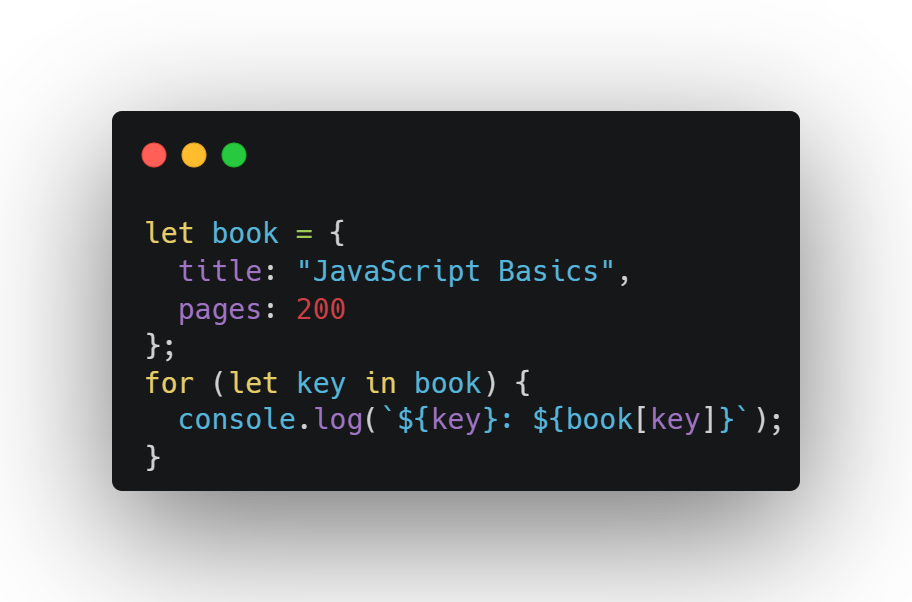 let book = {
  title: "JavaScript Basics",
  pages: 200
};
for (let key in book) {
  console.log(`${key}: ${book[key]}`);
}